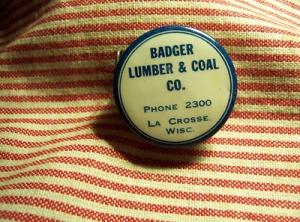 BADGER
LUMBER & COAL
CO.
PHONE 2300
LA CROSSE,
WISC.